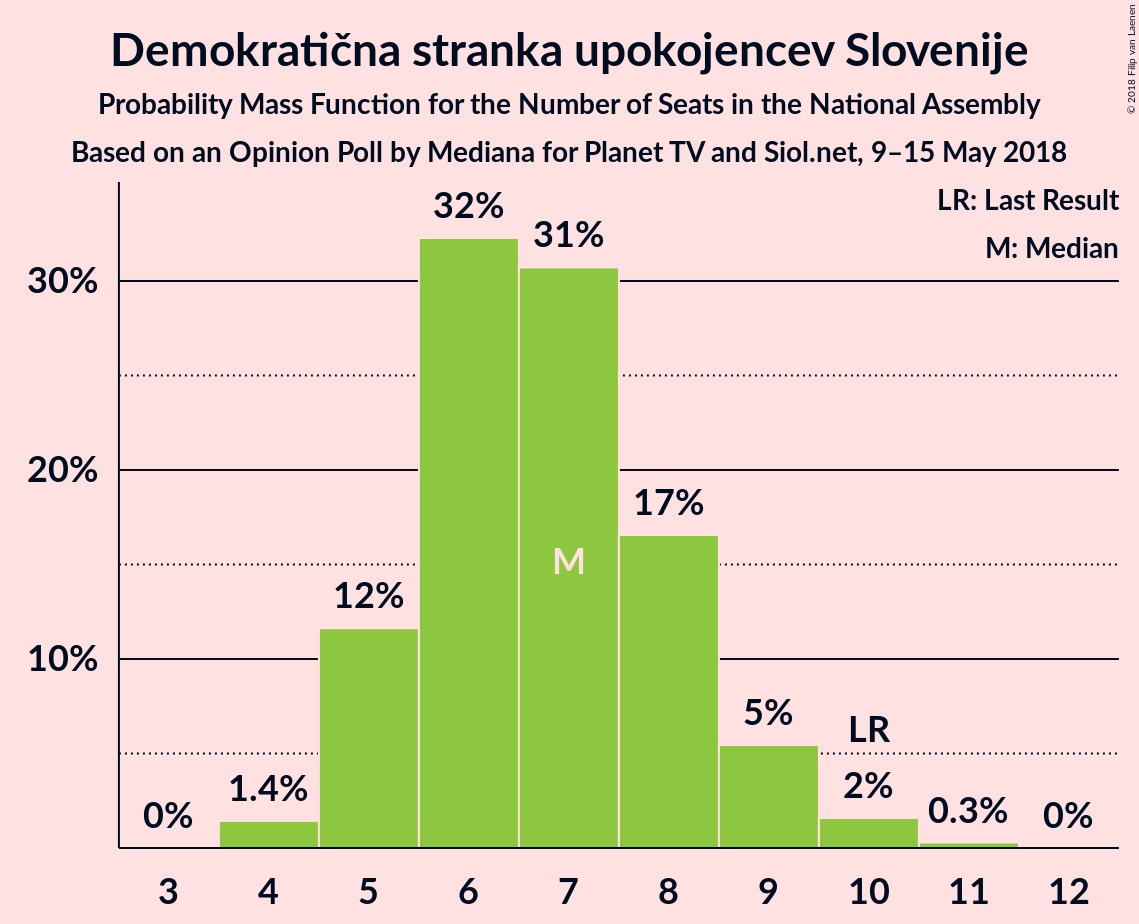 Demokratična stranka upokojencev Slovenije
Probability Mass Function for the Number of Seats in the National Assembly
Based on an Opinion Poll by Mediana for Planet TV and Siol.net, 9–15 May 2018
© 2018 Filip van Laenen
LR: Last Result
M: Median
30%
20%
10%
0%
1.4%
12%
32%
31%
M
17%
5%
LR
2%
0.3%
0%
3 4 5 6 7 8 9 10 11 12